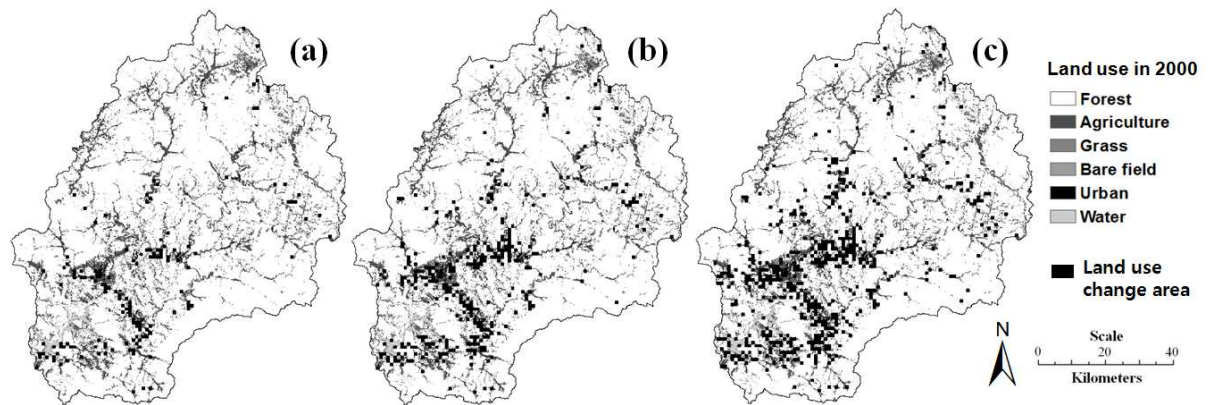 (a)
(b)
(c)
Land use in 2000
Forest
Agriculture
Grass
Bare field
Urban
Water
Land use
change area
N
Scale
0 20 40
Kilometers